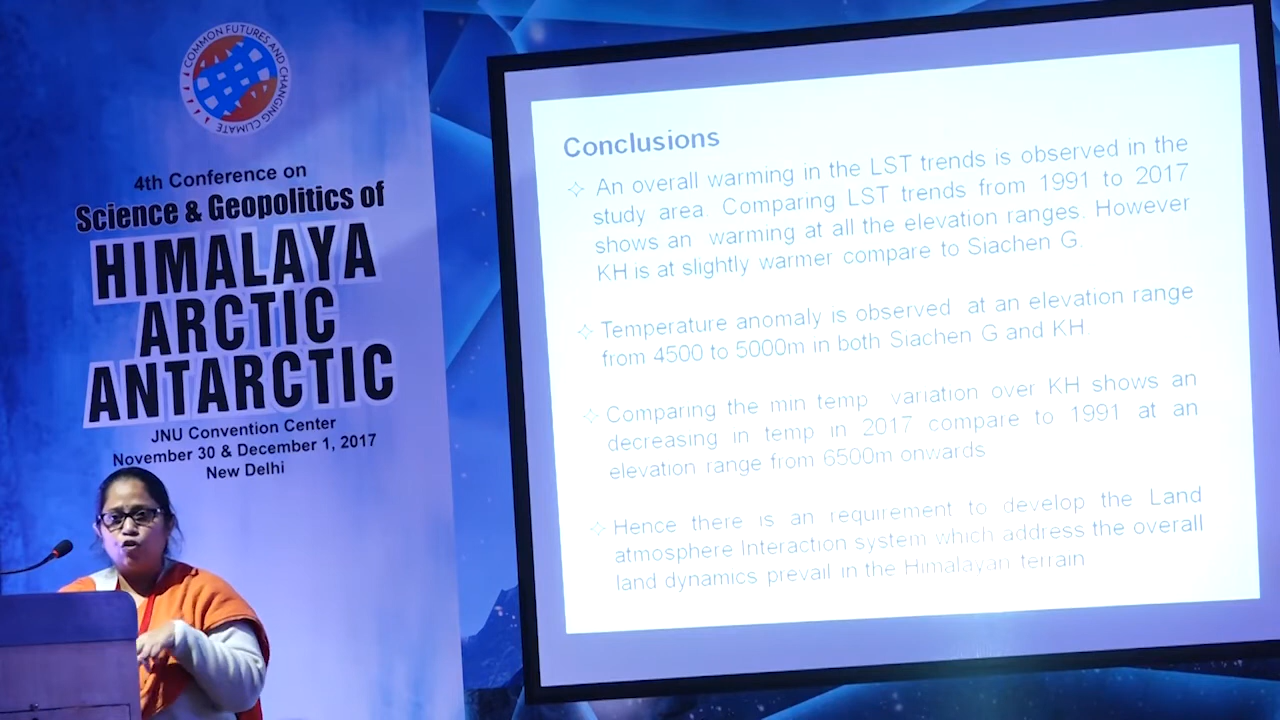 COMMON FUTURES AND CHANGING CLIMATE
4th Conference on
Science & Geopolitics of
HIMALAYA
ARCTIC
ANTARCTIC
JNU Convention Center
November 30 & December 1, 2017
New Delhi
Conclusions
An overall warming in the LST trends is observed in the
study area. Comparing LST trends from 1991 to 2017
shows an warming at all the elevation ranges. However
KH is at slightly warmer compare to Siachen G.
Temperature anomaly is observed at an elevation range
from 4500 to 5000m in both Siachen G and KH.
Comparing the min temp variation over KH shows an
decreasing in temp in 2017 compare to 1991 at an
elevation range from 6500m onwards
Hence there is an requirement to develop the Land
atmosphere Interaction system which address the overall
land dynamics prevail in the Himalayan terrain